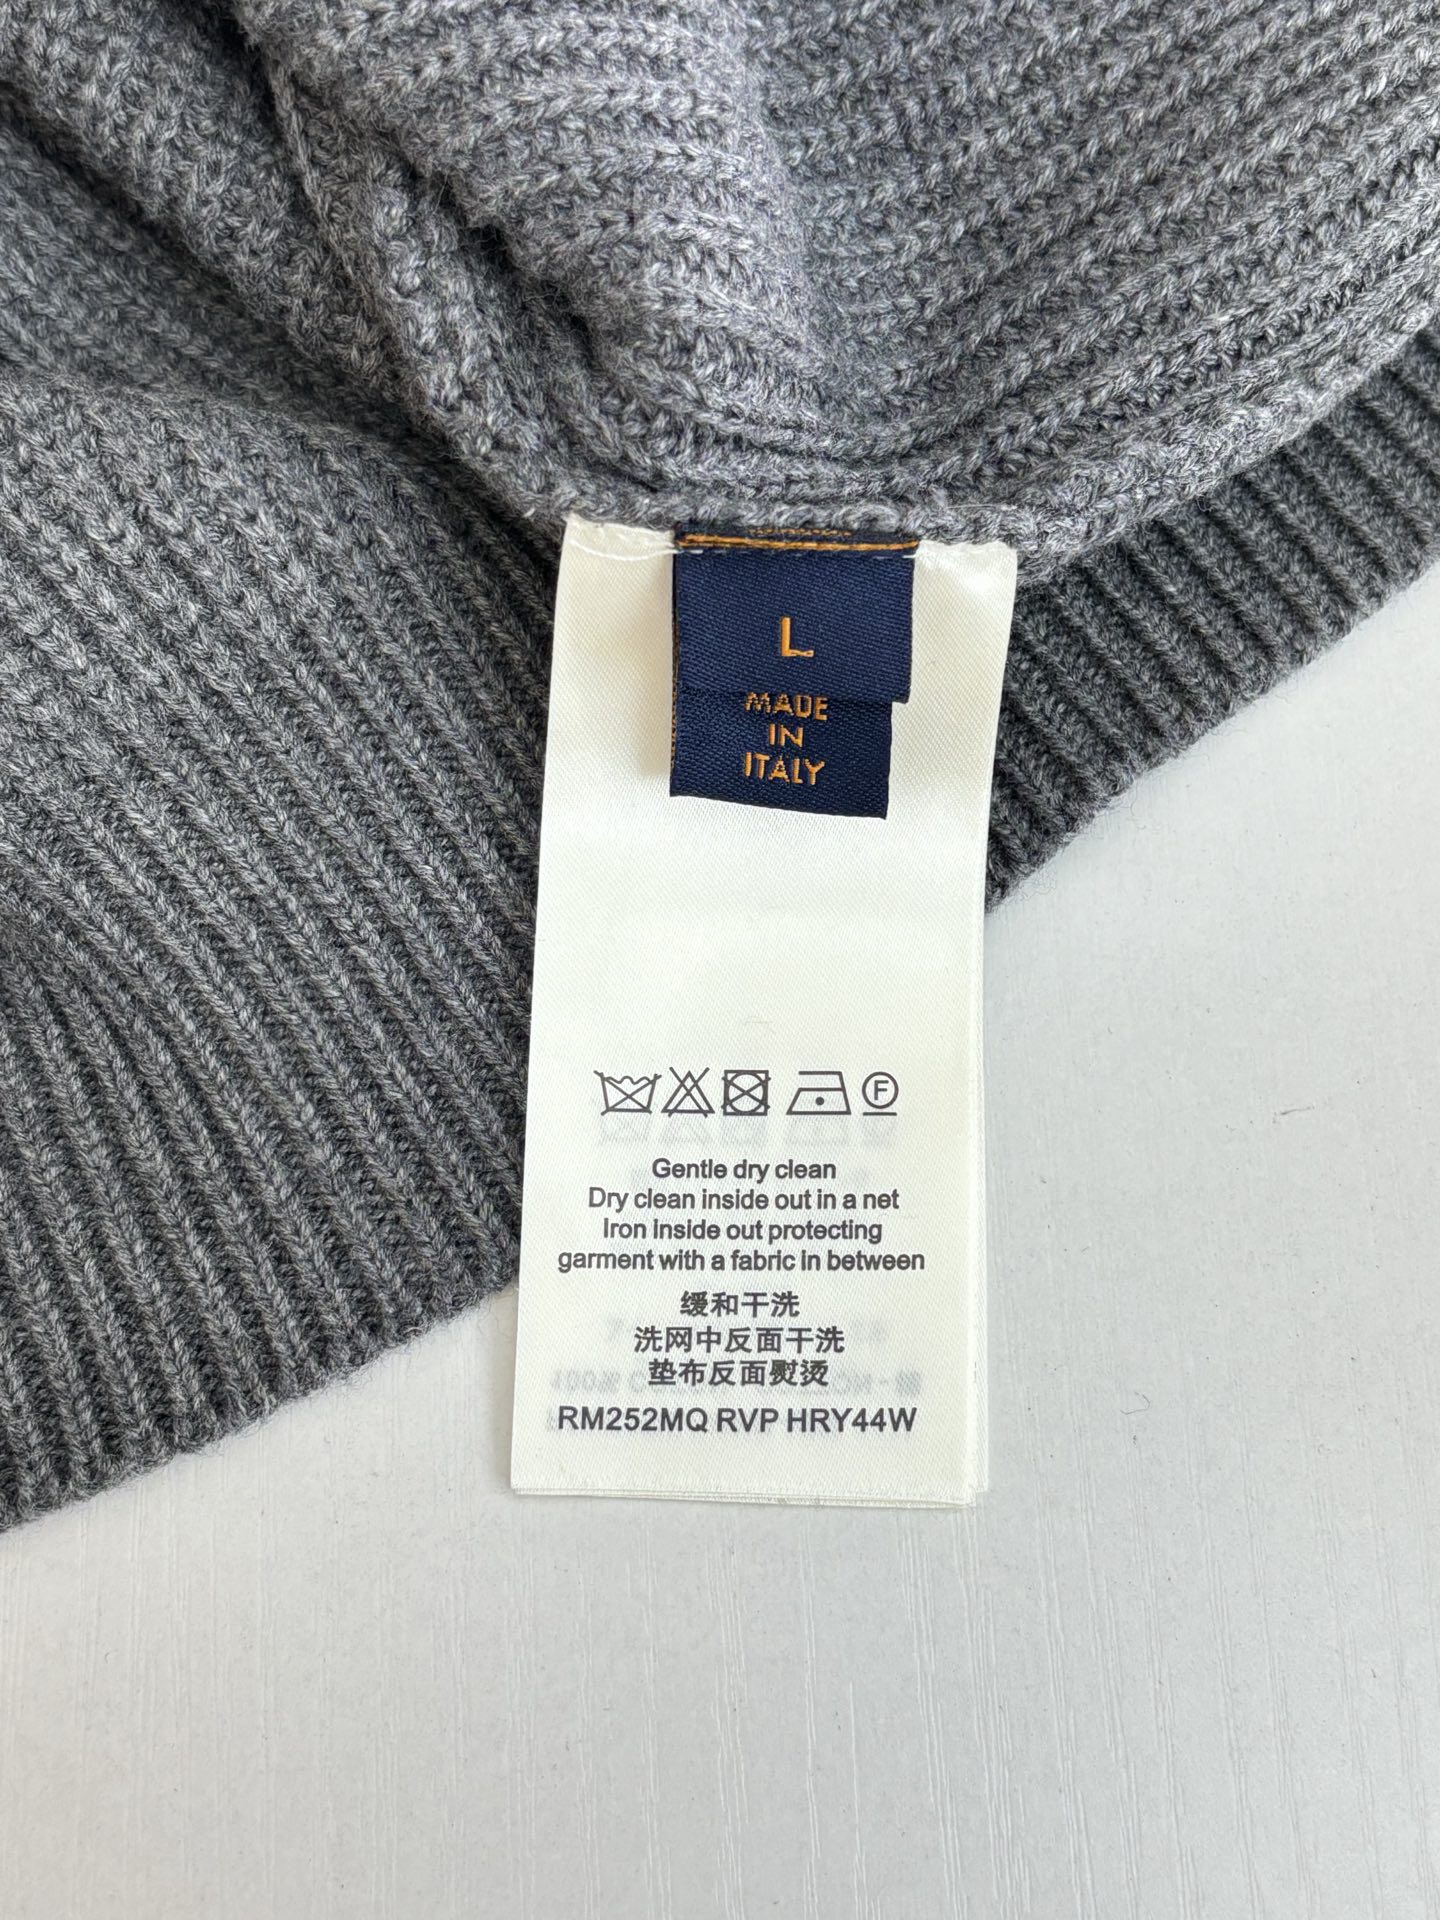 L
MADE
IN
ITALY
F
Gentle dry clean
Dry clean inside out in a net
Iron inside out protecting
garment with a fabric in between
缓和干洗
洗网中反面干洗
垫布反面熨烫
RM252MQ RVP HRY44W